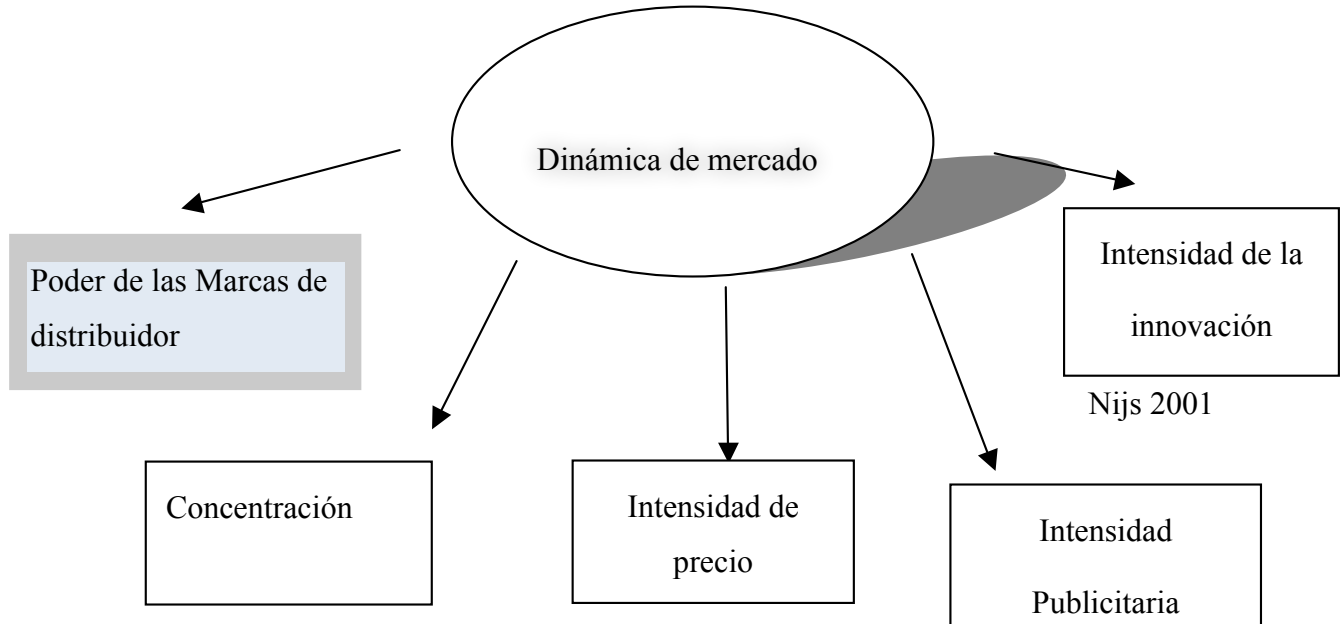 Dinámica de mercado
Poder de las Marcas de
distribuidor
Intensidad de la
innovación
Nijs 2001
Concentración
Intensidad de
precio
Intensidad
Publicitaria